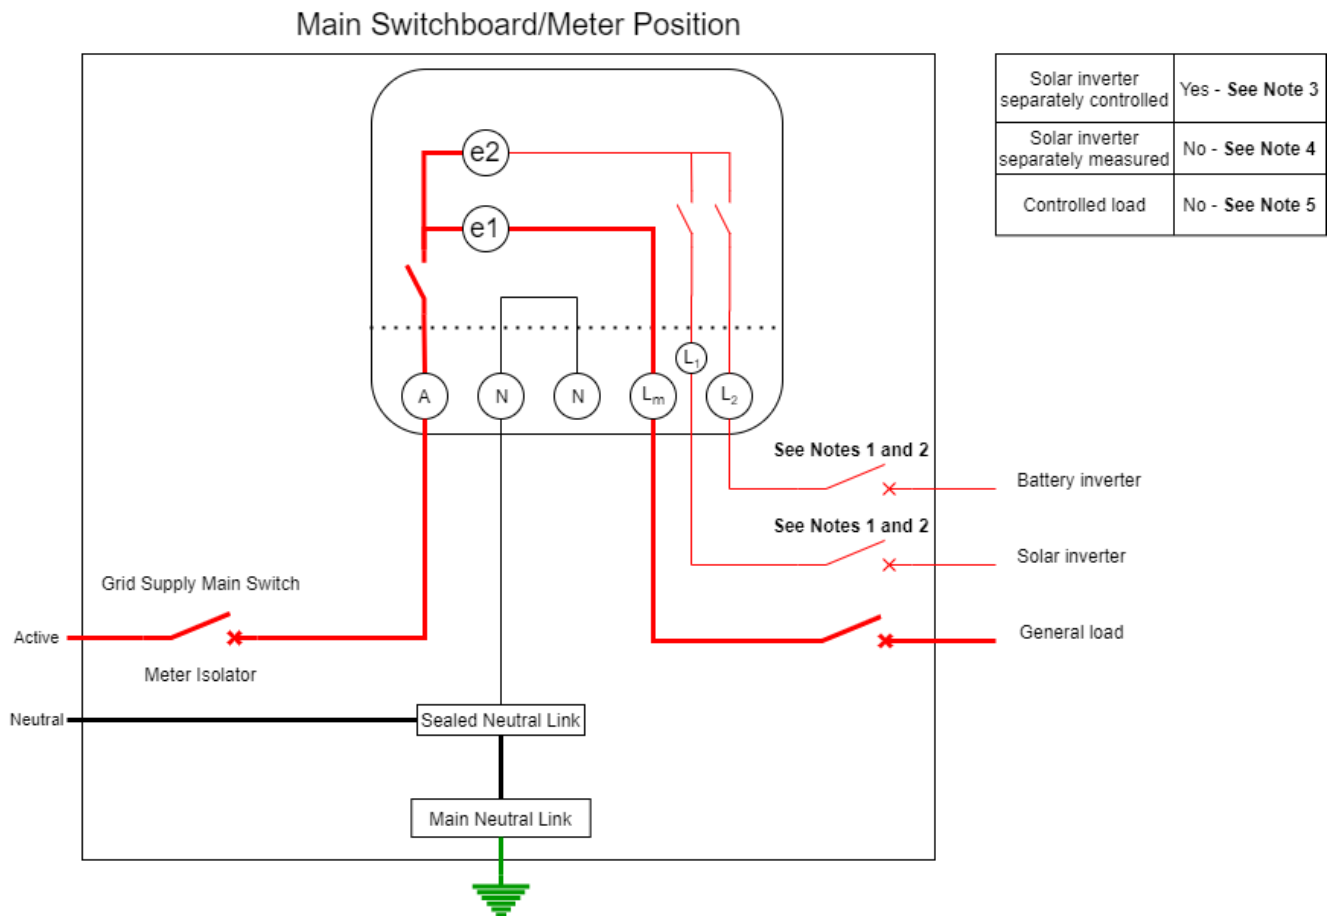 Main Switchboard/Meter Position
Solar inverter
separately controlled
Yes - See Note 3
Solar inverter
separately measured
No - See Note 4
Controlled load
No - See Note 5
e2
e1
L1
A
N
N
Lm
L2
See Notes 1 and 2
Battery inverter
See Notes 1 and 2
Solar inverter
Grid Supply Main Switch
Active
General load
Meter Isolator
Neutral
Sealed Neutral Link
Main Neutral Link